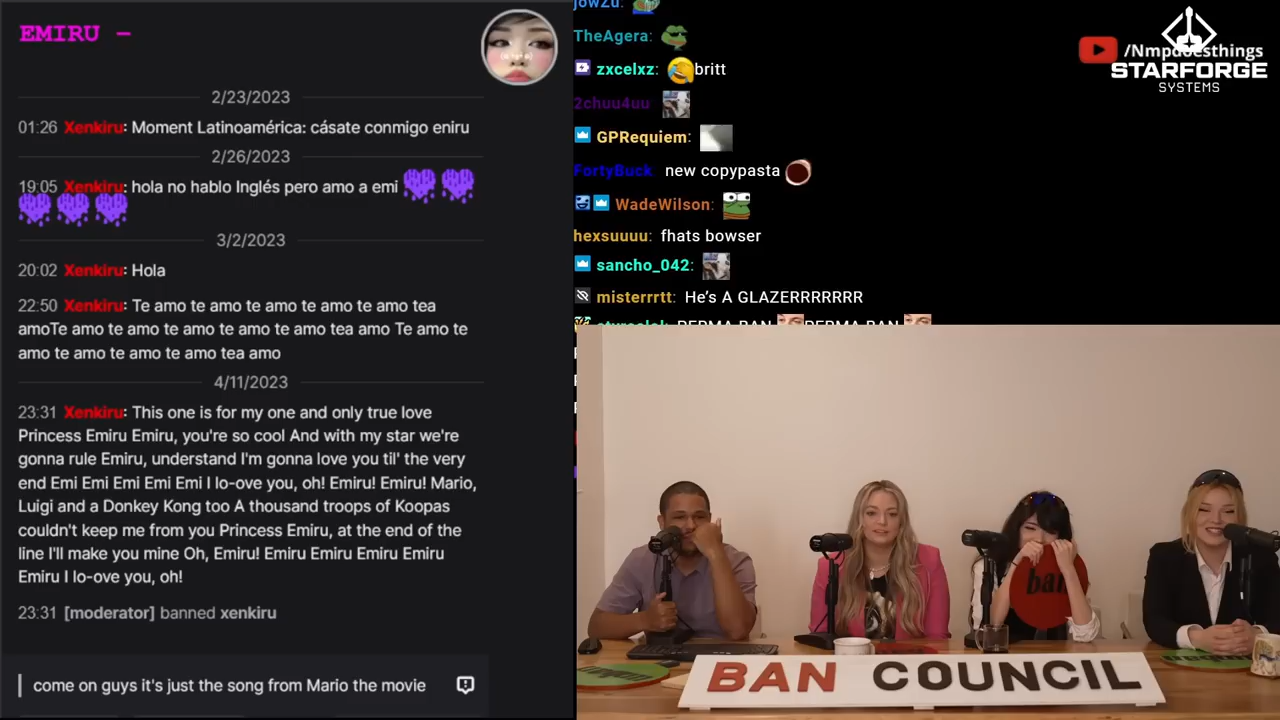 EMIRU –
2/23/2023
01:26 Xenkiru: Moment Latinoamérica: cásate conmigo eniru
2/26/2023
19:05 Xenkiru: hola no hablo Inglés pero amo a emi
3/2/2023
20:02 Xenkiru: Hola
22:50 Xenkiru: Te amo te amo te amo te amo te amo tea
amoTe amo te amo te amo te amo te amo tea amo Te amo te
amo te amo te amo te amo tea amo
4/11/2023
23:31 Xenkiru: This one is for my one and only true love
Princess Emiru Emiru, you're so cool And with my star we're
gonna rule Emiru, understand I'm gonna love you til' the very
end Emi Emi Emi Emi Emi I lo-ove you, oh! Emiru! Emiru! Mario,
Luigi and a Donkey Kong too A thousand troops of Koopas
couldn't keep me from you Princess Emiru, at the end of the
line I'll make you mine Oh, Emiru! Emiru Emiru Emiru Emiru
Emiru I lo-ove you, oh!
23:31 [moderator] banned xenkiru
come on guys it's just the song from Mario the movie
jowzu:
TheAgera:
zxcelxz: britt
2chuu4uu
GPRequiem:
FortyBuck new copypasta
WadeWilson:
hexsuuuu: fhats bowser
sancho_042:
misterrrtt: He's A GLAZERRRRRRR
PERMA BAN PERMA BAN
/Nmpdoesthings
STARFORGE
SYSTEMS
ban
BAN COUNCIL